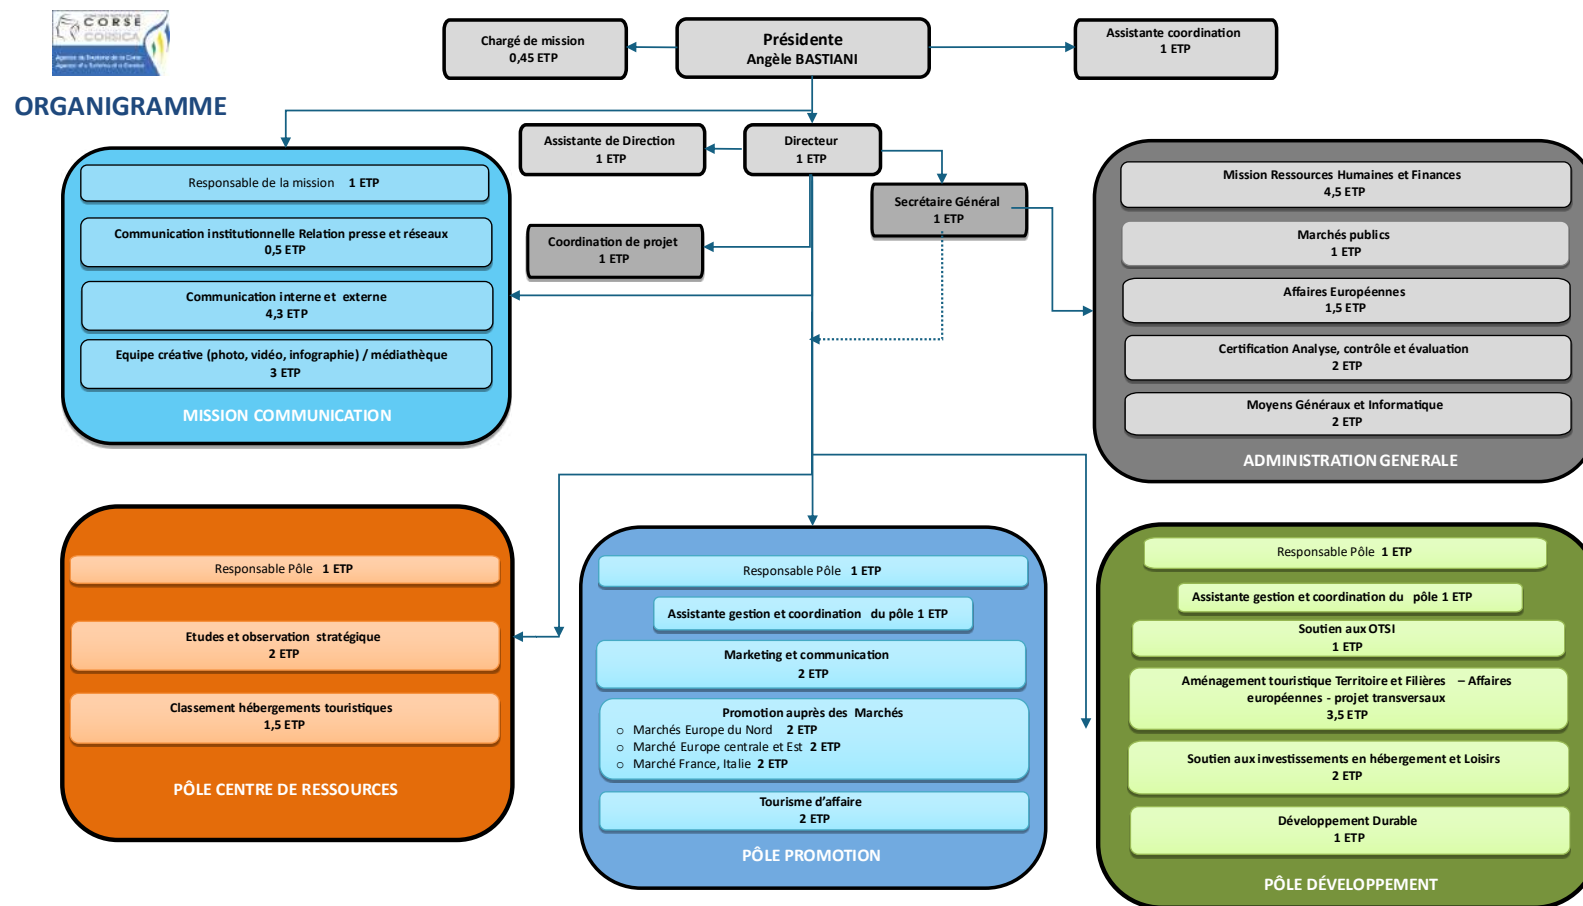 CORSE
CORSICA
Agence du Tourisme de la Corse
ORGANIGRAMME
Chargé de mission
0,45 ETP
Présidente
Angèle BASTIANI
Assistante coordination
1 ETP
Assistante de Direction
1 ETP
Directeur
1 ETP
Secrétaire Général
1 ETP
Coordination de projet
1 ETP
Responsable de la mission 1 ETP
Communication institutionnelle Relation presse et réseaux
0,5 ETP
Communication interne et externe
4,3 ETP
Equipe créative (photo, vidéo, infographie) / médiathèque
3 ETP
MISSION COMMUNICATION
Mission Ressources Humaines et Finances
4,5 ETP
Marchés publics
1 ETP
Affaires Européennes
1,5 ETP
Certification Analyse, contrôle et évaluation
2 ETP
Moyens Généraux et Informatique
2 ETP
ADMINISTRATION GENERALE
Responsable Pôle 1 ETP
Etudes et observation stratégique
2 ETP
Classement hébergements touristiques
1,5 ETP
PÔLE CENTRE DE RESSOURCES
Responsable Pôle 1 ETP
Assistante gestion et coordination du pôle 1 ETP
Marketing et communication
2 ETP
Promotion auprès des Marchés
o Marchés Europe du Nord 2 ETP
o Marché Europe centrale et Est 2 ETP
o Marché France, Italie 2 ETP
Tourisme d'affaire
2 ETP
PÔLE PROMOTION
Responsable Pôle 1 ETP
Assistante gestion et coordination du pôle 1 ETP
Soutien aux OTSI
1 ETP
Aménagement touristique Territoire et Filières – Affaires
européennes - projet transversaux
3,5 ETP
Soutien aux investissements en hébergement et Loisirs
2 ETP
Développement Durable
1 ETP
PÔLE DÉVELOPPEMENT